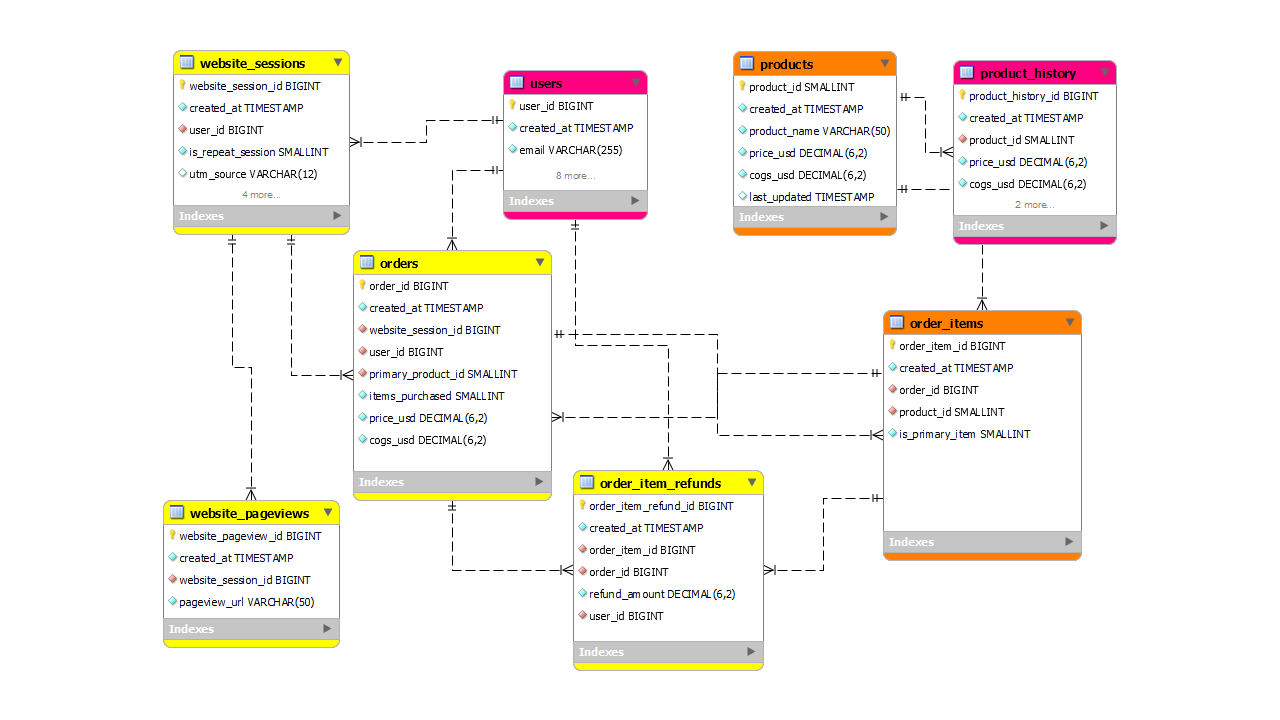 website_sessions
website_session_id BIGINT
created_at TIMESTAMP
user_id BIGINT
is_repeat_session SMALLINT
utm_source VARCHAR(12)
4 more...
Indexes
users
user_id BIGINT
created_at TIMESTAMP
email VARCHAR(255)
8 more...
Indexes
products
product_id SMALLINT
created_at TIMESTAMP
product_name VARCHAR(50)
price_usd DECIMAL(6,2)
cogs_usd DECIMAL(6,2)
last_updated TIMESTAMP
Indexes
product_history
product_history_id BIGINT
created_at TIMESTAMP
product_id SMALLINT
price_usd DECIMAL(6,2)
cogs_usd DECIMAL(6,2)
2 more...
Indexes
orders
order_id BIGINT
created_at TIMESTAMP
website_session_id BIGINT
user_id BIGINT
primary_product_id SMALLINT
items_purchased SMALLINT
price_usd DECIMAL(6,2)
cogs_usd DECIMAL(6,2)
Indexes
order_items
order_item_id BIGINT
created_at TIMESTAMP
order_id BIGINT
product_id SMALLINT
is_primary_item SMALLINT
Indexes
website_pageviews
website_pageview_id BIGINT
created_at TIMESTAMP
website_session_id BIGINT
pageview_url VARCHAR(50)
Indexes
order_item_refunds
order_item_refund_id BIGINT
created_at TIMESTAMP
order_item_id BIGINT
order_id BIGINT
refund_amount DECIMAL(6,2)
user_id BIGINT
Indexes